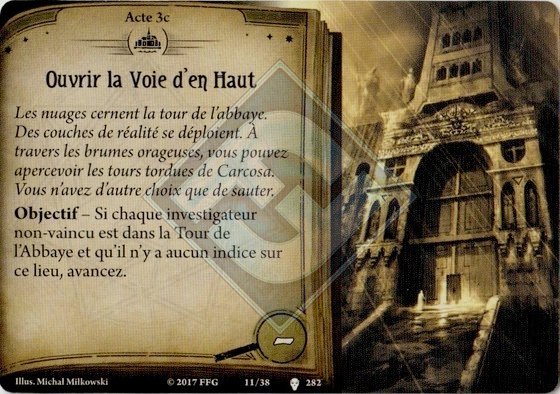 Acte 3c
Ouvrir la Voie d'en Haut
Les nuages cernent la tour de l'abbaye.
Des couches de réalité se déploient. À
travers les brumes orageuses, vous pouvez
apercevoir les tours tordues de Carcosa.
Vous n'avez d'autre choix que de sauter.
Objectif – Si chaque investigateur
non-vaincu est dans la Tour de
l'Abbaye et qu'il n'y a aucun indice sur
ce lieu, avancez.
–
Illus. Michal Milkowski © 2017 FFG 11/38 282